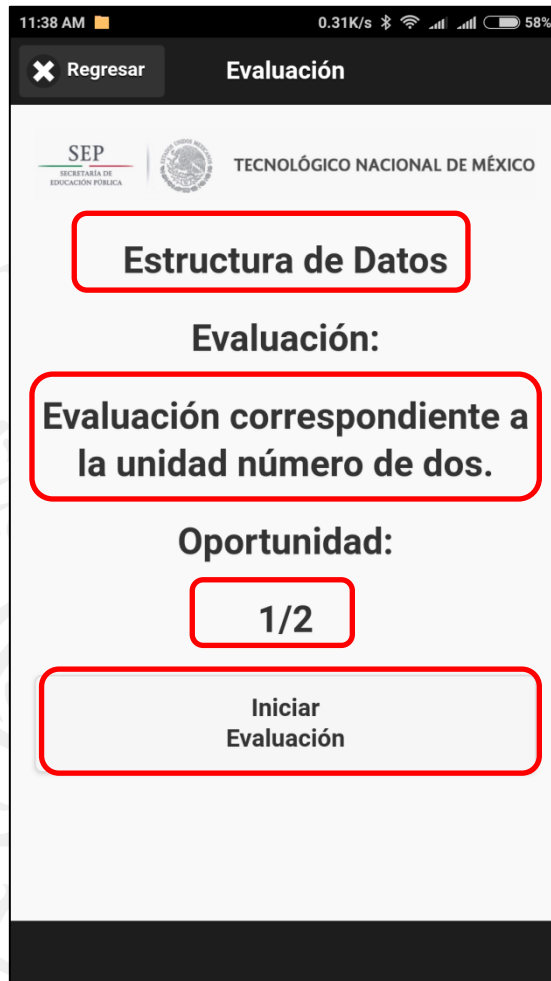 11:38 AM 0.31K/s 58%
Regresar Evaluación
SEP
SECRETARÍA DE
EDUCACIÓN PÚBLICA
TECNOLÓGICO NACIONAL DE MÉXICO
Estructura de Datos
Evaluación:
Evaluación correspondiente a
la unidad número de dos.
Oportunidad:
1/2
Iniciar
Evaluación